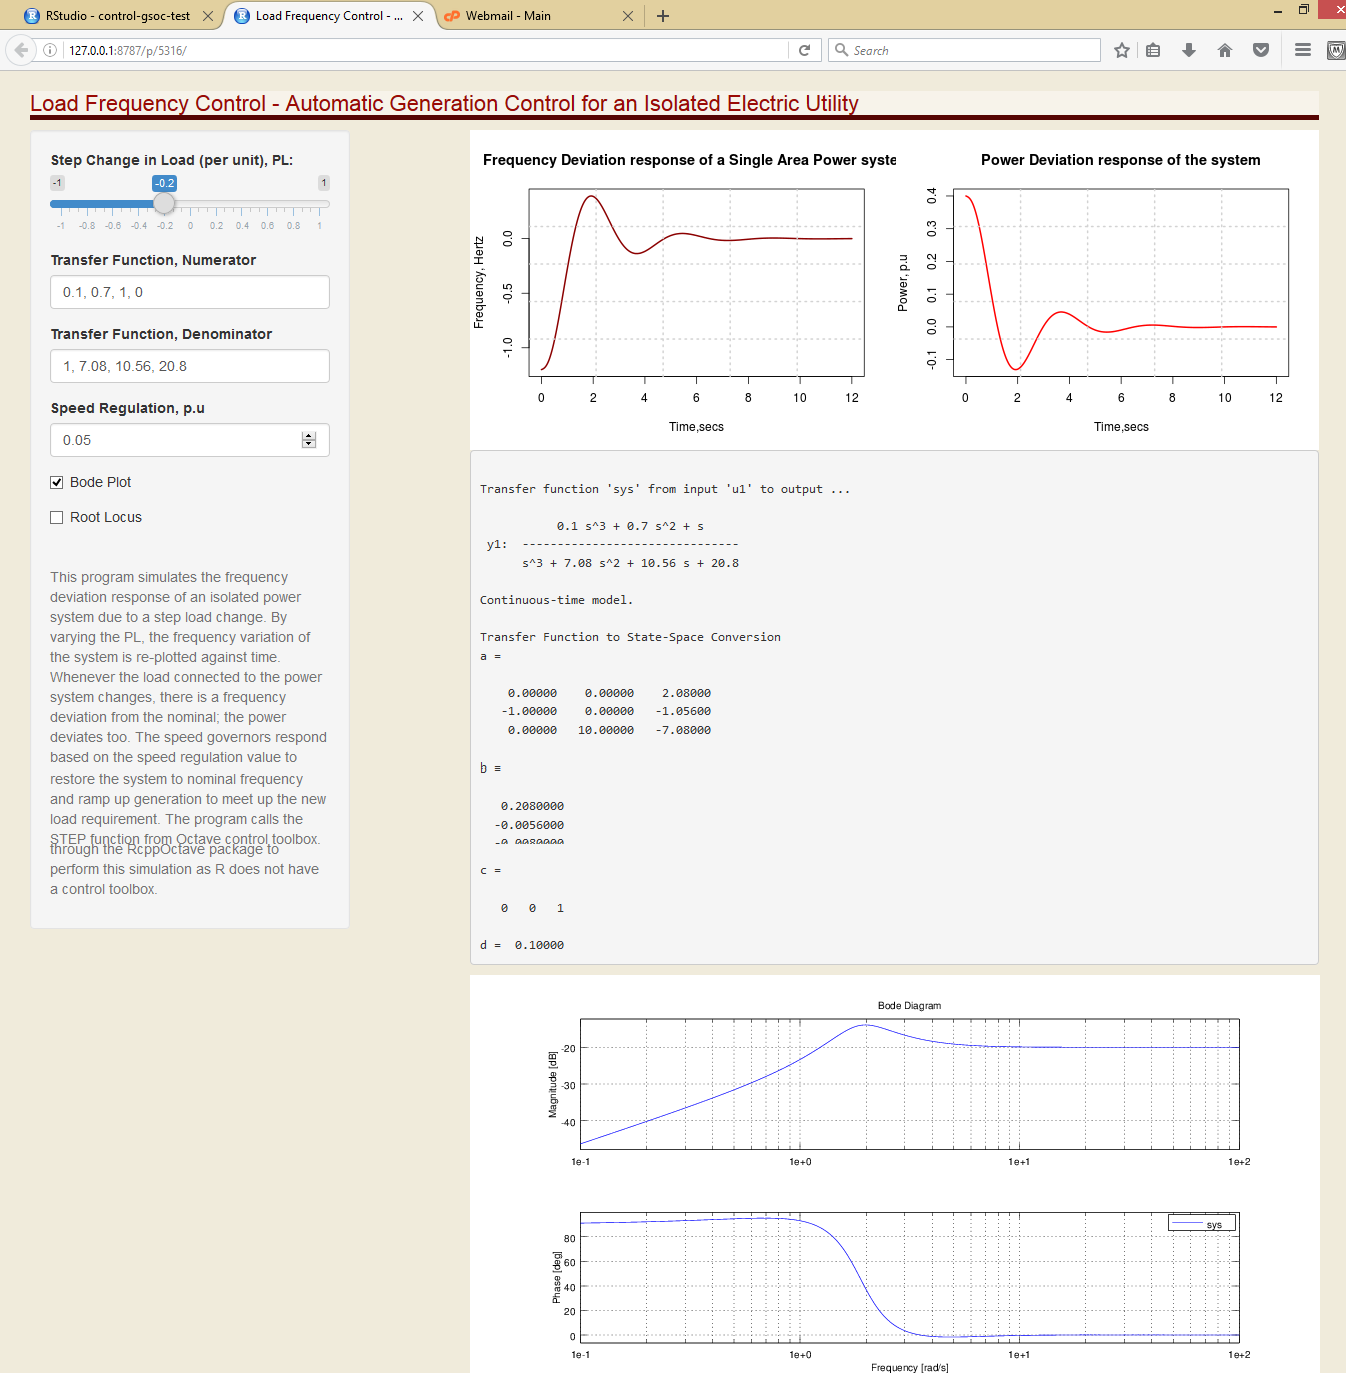 RStudio - control-gsoc-test
Load Frequency Control - ...
Webmail - Main
127.0.0.1:8787/p/5316/
Search
Load Frequency Control - Automatic Generation Control for an Isolated Electric Utility
Step Change in Load (per unit), PL:
-1 -0.2 1
-1 -0.8 -0.6 -0.4 -0.2 0 0.2 0.4 0.6 0.8 1
Transfer Function, Numerator
0.1, 0.7, 1, 0
Transfer Function, Denominator
1, 7.08, 10.56, 20.8
Speed Regulation, p.u
0.05
Bode Plot
Root Locus
This program simulates the frequency
deviation response of an isolated power
system due to a step load change. By
varying the PL, the frequency variation of
the system is re-plotted against time.
Whenever the load connected to the power
system changes, there is a frequency
deviation from the nominal; the power
deviates too. The speed governors respond
based on the speed regulation value to
restore the system to nominal frequency
and ramp up generation to meet up the new
load requirement. The program calls the
STEP function from Octave control toolbox.
through the RcppOctave package to
perform this simulation as R does not have
a control toolbox.
Frequency Deviation response of a Single Area Power syste
Frequency, Hertz
0.0
-0.5
-1.0
0 2 4 6 8 10 12
Time,secs
Power Deviation response of the system
Power, p.u
0.4
0.3
0.2
0.1
0.0
-0.1
0 2 4 6 8 10 12
Time,secs
Transfer function 'sys' from input 'u1' to output ...
0.1 s^3 + 0.7 s^2 + s
y1: -------------------------------
s^3 + 7.08 s^2 + 10.56 s + 20.8
Continuous-time model.
Transfer Function to State-Space Conversion
a =
0.00000 0.00000 2.08000
-1.00000 0.00000 -1.05600
0.00000 10.00000 -7.08000
b =
0.2080000
-0.0056000
-0.0080000
c =
0 0 1
d = 0.10000
Bode Diagram
Magnitude [dB]
-20
-30
-40
1e-1 1e+0 1e+1 1e+2
sys
Phase [deg]
80
60
40
20
0
1e-1 1e+0 1e+1 1e+2
Frequency [rad/s]